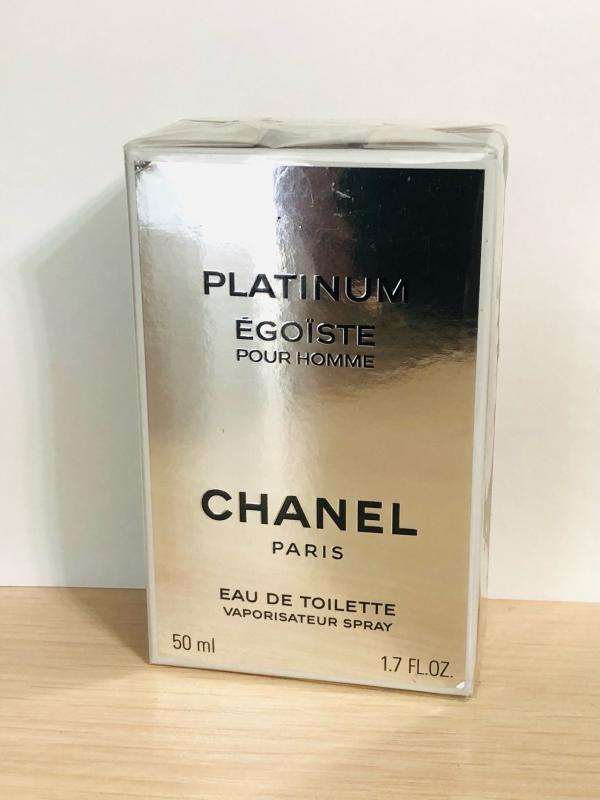 PLATINUM
ÉGOÏSTE
POUR HOMME
CHANEL
PARIS
EAU DE TOILETTE
VAPORISATEUR SPRAY
50 ml
1.7 FL.OZ.